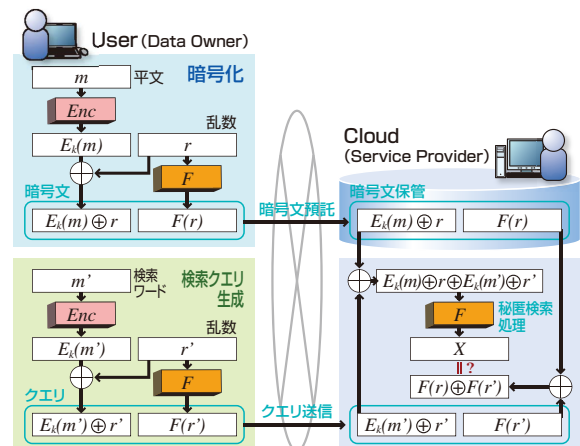 User (Data Owner)
暗号化
m
平文
Enc
乱数
Eₖ(m)
r
F
暗号文
Eₖ(m)⊕r
F(r)
暗号文預託
Cloud
(Service Provider)
暗号文保管
Eₖ(m)⊕r
F(r)
m’
検索
ワード
検索クエリ
生成
Enc
乱数
Eₖ(m’)
r’
F
クエリ
Eₖ(m’)⊕r’
F(r’)
クエリ送信
Eₖ(m)⊕r⊕Eₖ(m’)⊕r’
F
秘匿検索
処理
X
=?
F(r)⊕F(r’)
Eₖ(m’)⊕r’
F(r’)